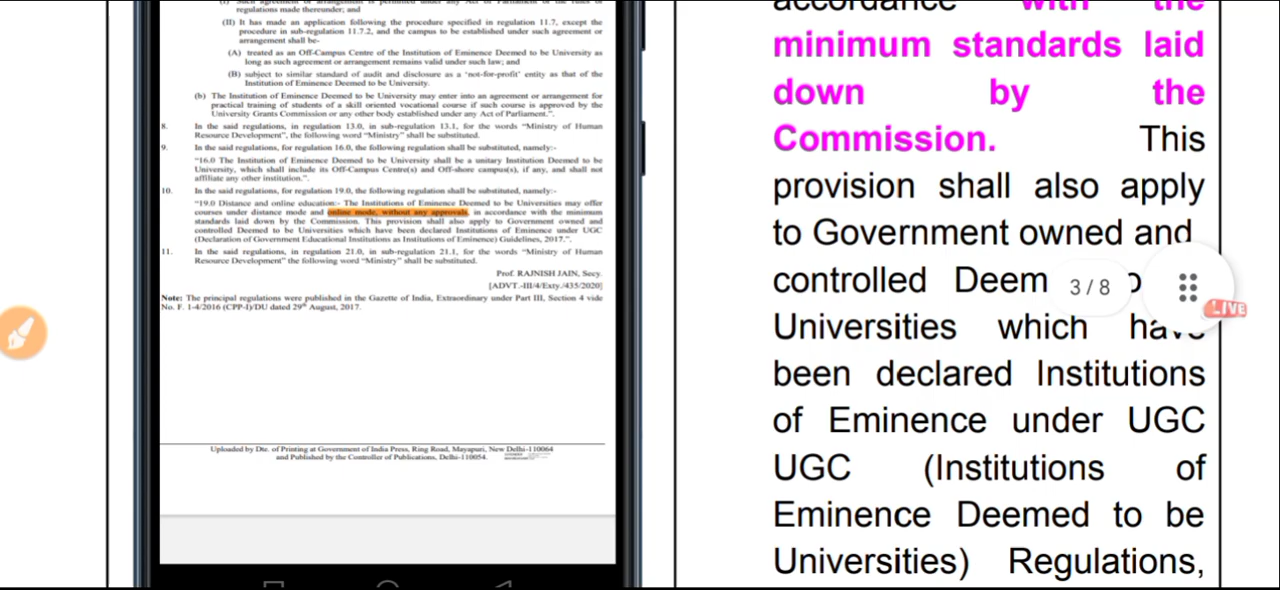 regulations made thereunder; and
(II) It has made an application following the procedure specified in regulation 11.7, except the
procedure in sub-regulation 11.7.2, and the campus to be established under such agreement or
arrangement shall be-
(A) treated as an Off-Campus Centre of the Institution of Eminence Deemed to be University as
long as such agreement or arrangement remains valid under such law; and
(B) subject to similar standard of audit and disclosure as a 'not-for-profit' entity as that of the
Institution of Eminence Deemed to be University.
(b) The Institution of Eminence Deemed to be University may enter into an agreement or arrangement for
practical training of students of a skill oriented vocational course if such course is approved by the
University Grants Commission or any other body established under any Act of Parliament.".
8. In the said regulations, in regulation 13.0, in sub-regulation 13.1, for the words "Ministry of Human
Resource Development", the following word "Ministry" shall be substituted.
9. In the said regulations, for regulation 16.0, the following regulation shall be substituted, namely:-
"16.0 The Institution of Eminence Deemed to be University shall be a unitary Institution Deemed to be
University, which shall include its Off-Campus Centre(s) and Off-shore campus(s), if any, and shall not
affiliate any other institution.".
10. In the said regulations, for regulation 19.0, the following regulation shall be substituted, namely:-
"19.0 Distance and online education:- The Institutions of Eminence Deemed to be Universities may offer
courses under distance mode and online mode, without any approvals, in accordance with the minimum
standards laid down by the Commission. This provision shall also apply to Government owned and
controlled Deemed to be Universities which have been declared Institutions of Eminence under UGC
(Declaration of Government Educational Institutions as Institutions of Eminence) Guidelines, 2017.".
11. In the said regulations, in regulation 21.0, in sub-regulation 21.1, for the words "Ministry of Human
Resource Development" the following word "Ministry" shall be substituted.
Prof. RAJNISH JAIN, Secy.
[ADVT.-III/4/Exty./435/2020]
Note: The principal regulations were published in the Gazette of India, Extraordinary under Part III, Section 4 vide
No. F. 1-4/2016 (CPP-I)/DU dated 29th August, 2017.
Uploaded by Dte. of Printing at Government of India Press, Ring Road, Mayapuri, New Delhi-110064
and Published by the Controller of Publications, Delhi-110054.
accordance with the
minimum standards laid
down by the
Commission. This
provision shall also apply
to Government owned and
controlled Deem
Universities which have
been declared Institutions
of Eminence under UGC
UGC (Institutions of
Eminence Deemed to be
Universities) Regulations,
3 / 8
LIVE